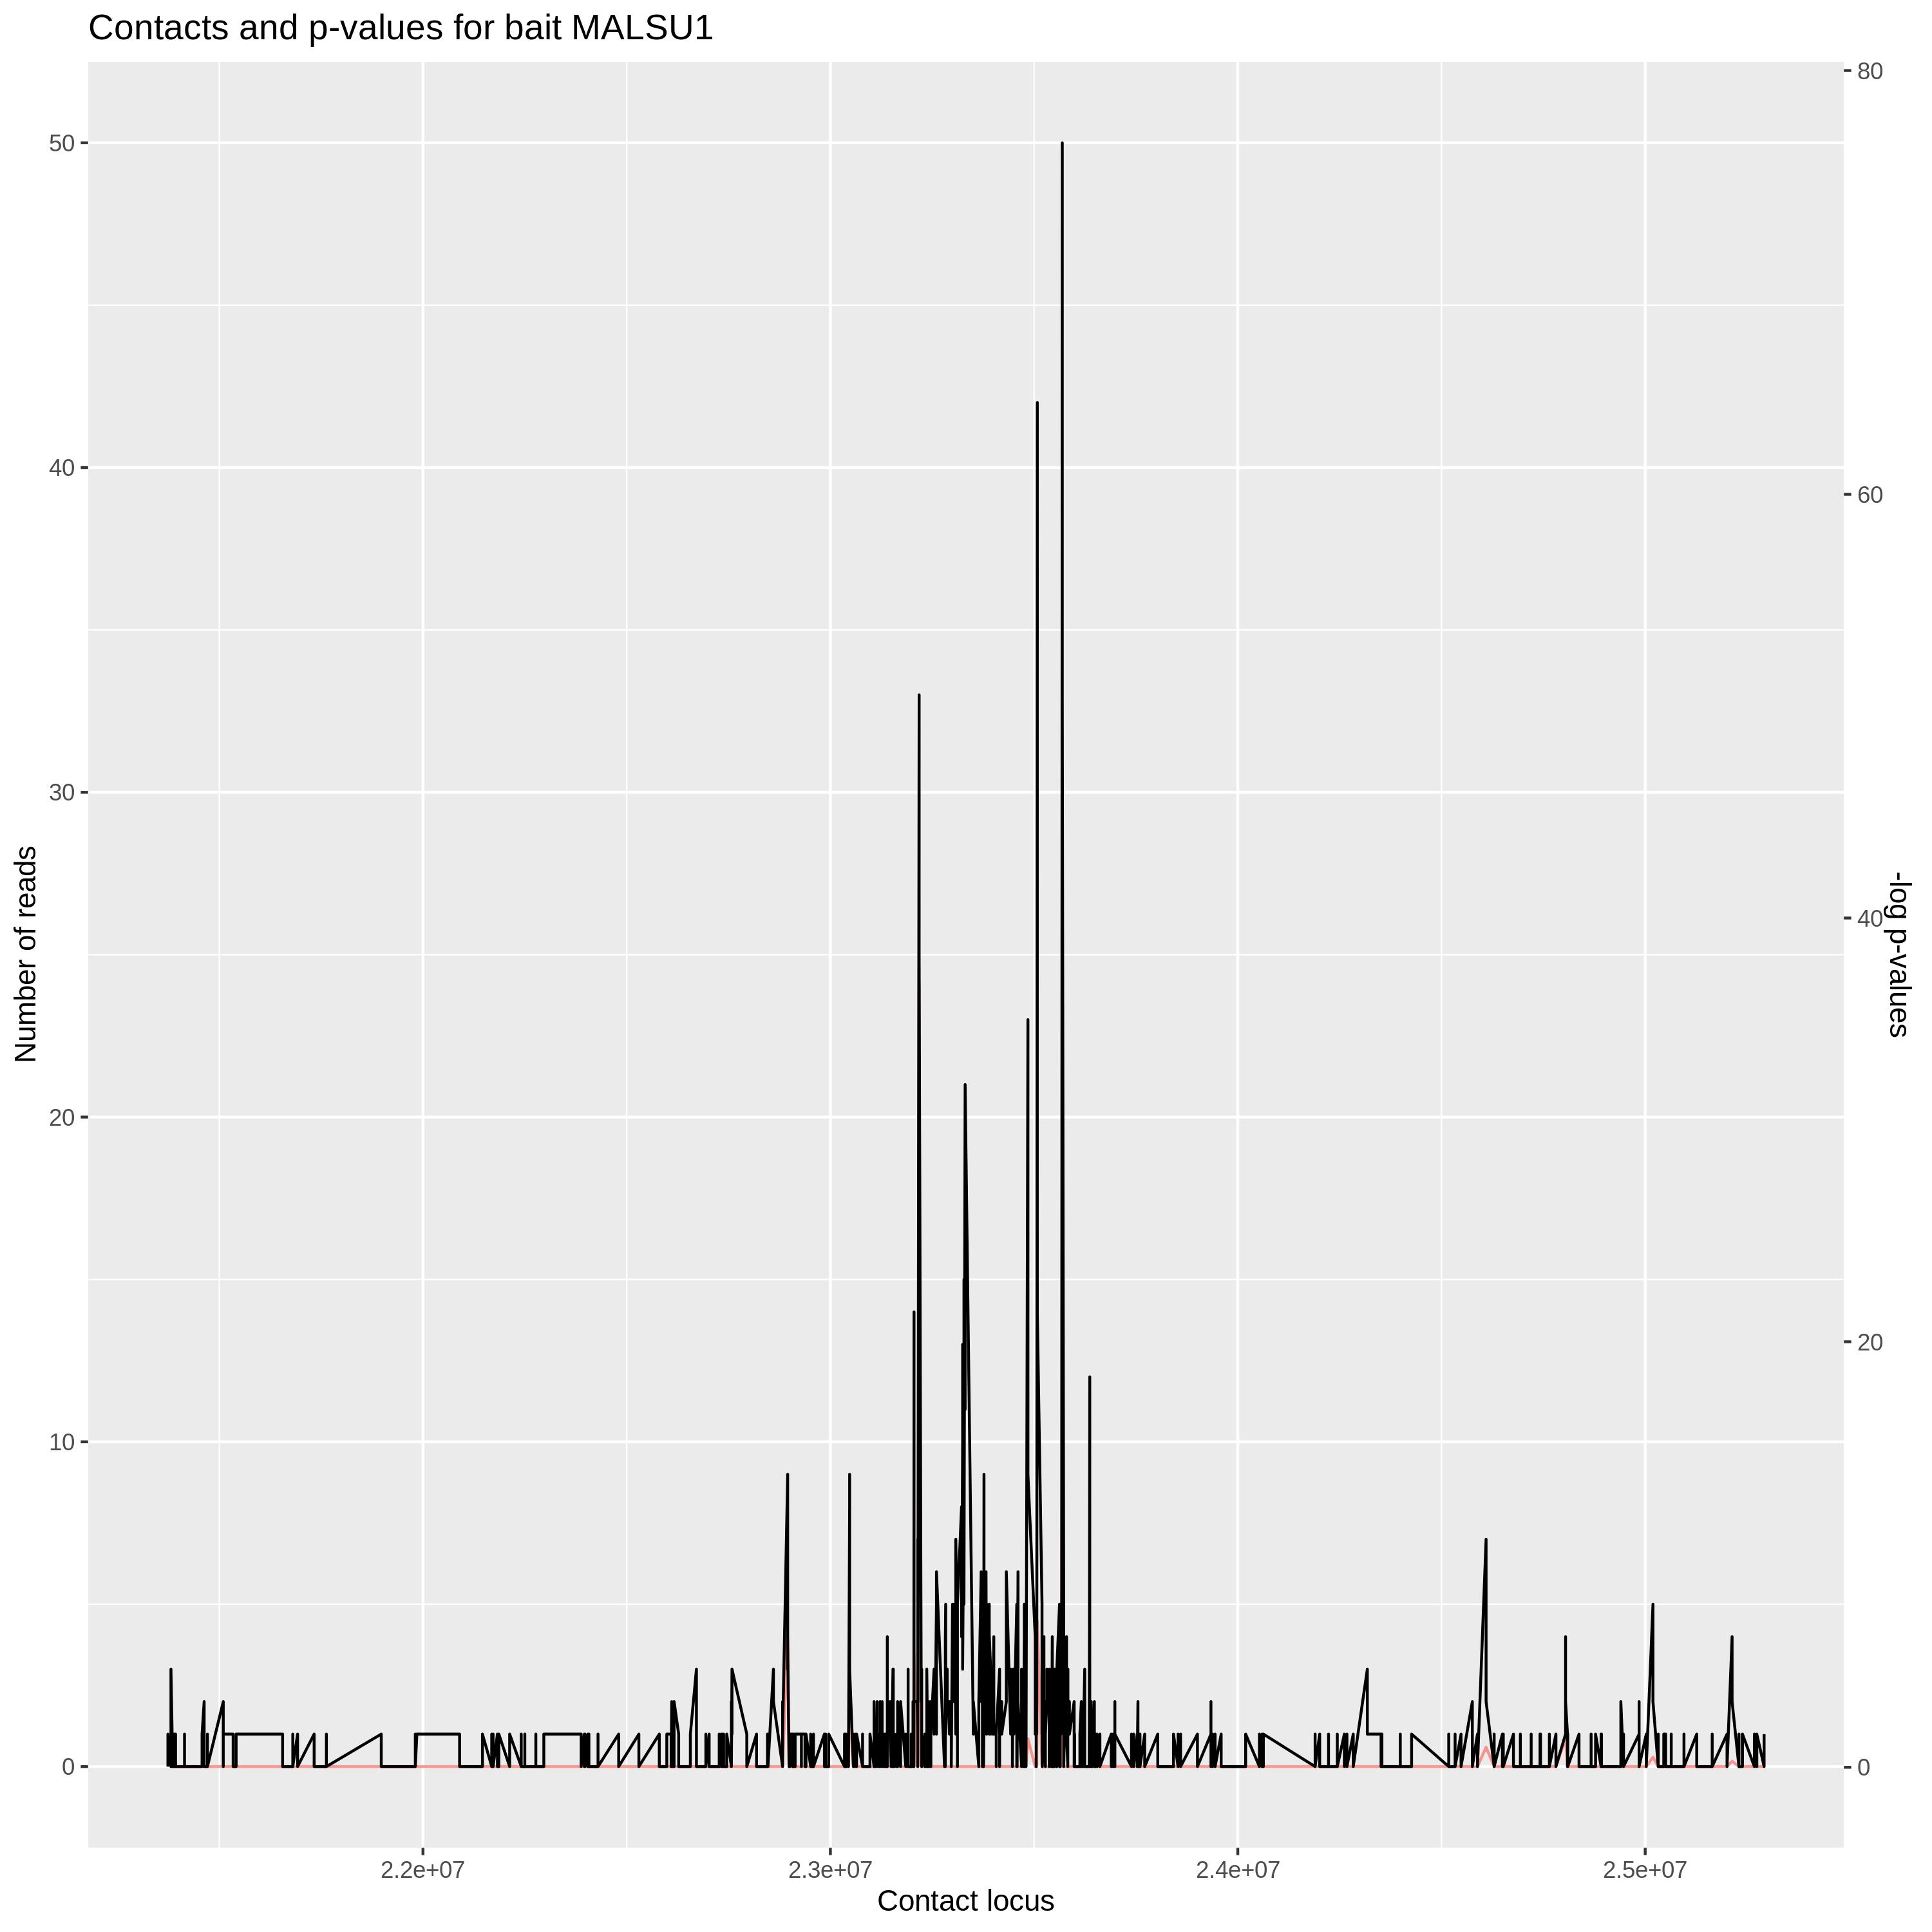 Contacts and p-values for bait MALSU1
80
50
40
60
30
Number of reads
-log p-values
40
20
20
10
0
0
2.2e+07
2.3e+07
2.4e+07
2.5e+07
Contact locus